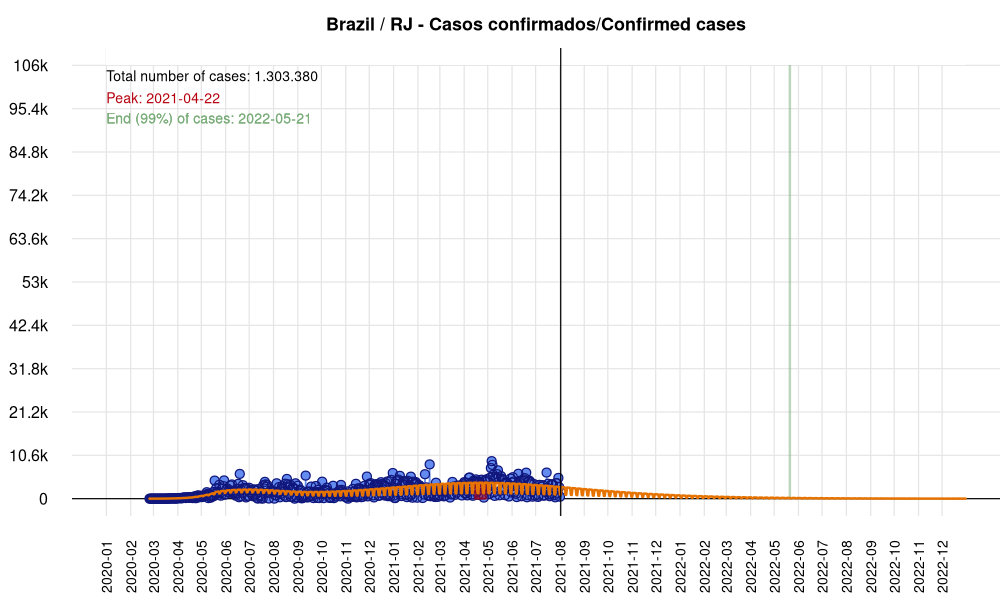 Brazil / RJ - Casos confirmados/Confirmed cases
106k
Total number of cases: 1.303.380
Peak: 2021-04-22
95.4k
End (99%) of cases: 2022-05-21
84.8k
74.2k
63.6k
53k
42.4k
31.8k
21.2k
10.6k
0
2020-01
2020-02
2020-03
2020-04
2020-05
2020-06
2020-07
2020-08
2020-09
2020-10
2020-11
2020-12
2021-01
2021-02
2021-03
2021-04
2021-05
2021-06
2021-07
2021-08
2021-09
2021-10
2021-11
2021-12
2022-01
2022-02
2022-03
2022-04
2022-05
2022-06
2022-07
2022-08
2022-09
2022-10
2022-11
2022-12